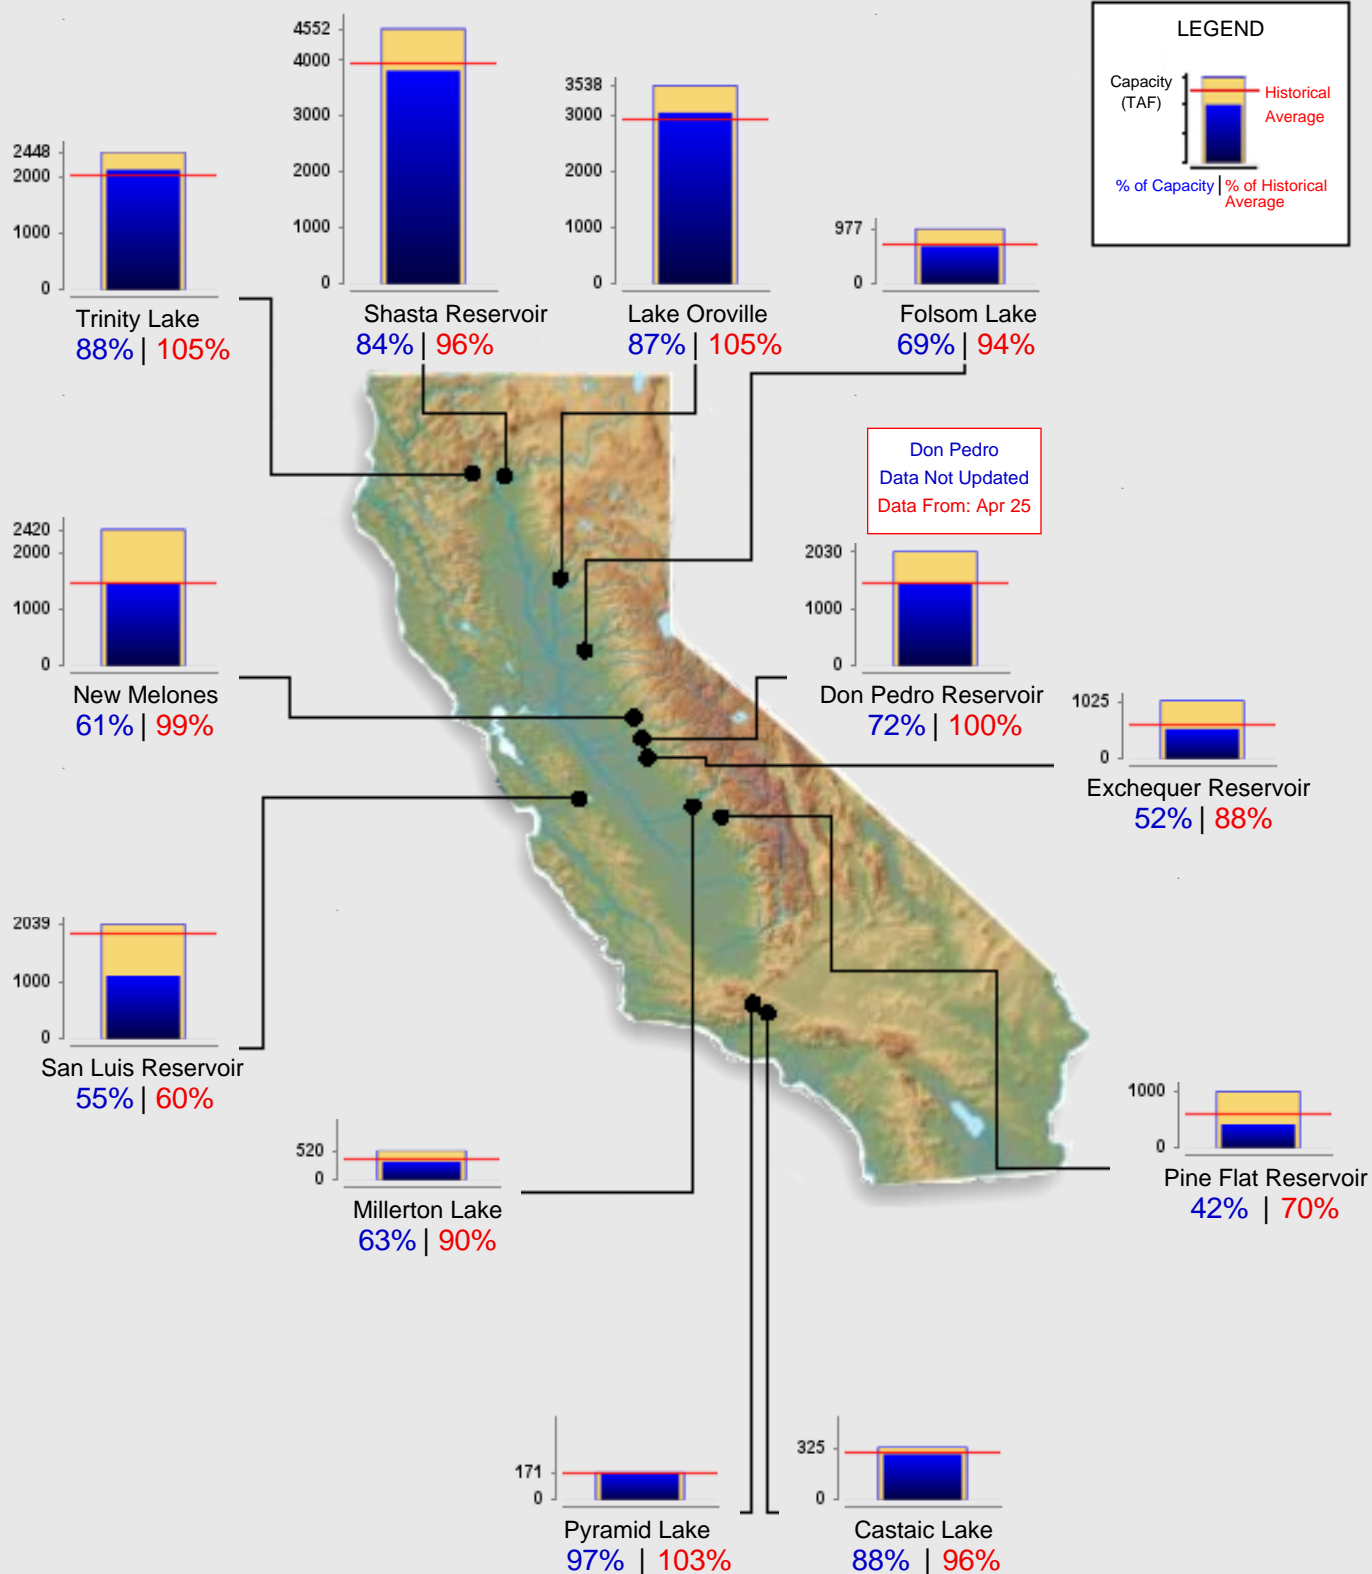 LEGEND
Capacity
(TAF)
Historical
Average
% of Capacity | % of Historical
Average
2448
2000
1000
0
Trinity Lake
88% | 105%
4552
4000
3000
2000
1000
0
Shasta Reservoir
84% | 96%
3538
3000
2000
1000
0
Lake Oroville
87% | 105%
977
0
Folsom Lake
69% | 94%
Don Pedro
Data Not Updated
Data From: Apr 25
2420
2000
1000
0
New Melones
61% | 99%
2030
1000
0
Don Pedro Reservoir
72% | 100%
1025
0
Exchequer Reservoir
52% | 88%
2039
1000
0
San Luis Reservoir
55% | 60%
520
0
Millerton Lake
63% | 90%
1000
0
Pine Flat Reservoir
42% | 70%
171
0
Pyramid Lake
97% | 103%
325
0
Castaic Lake
88% | 96%